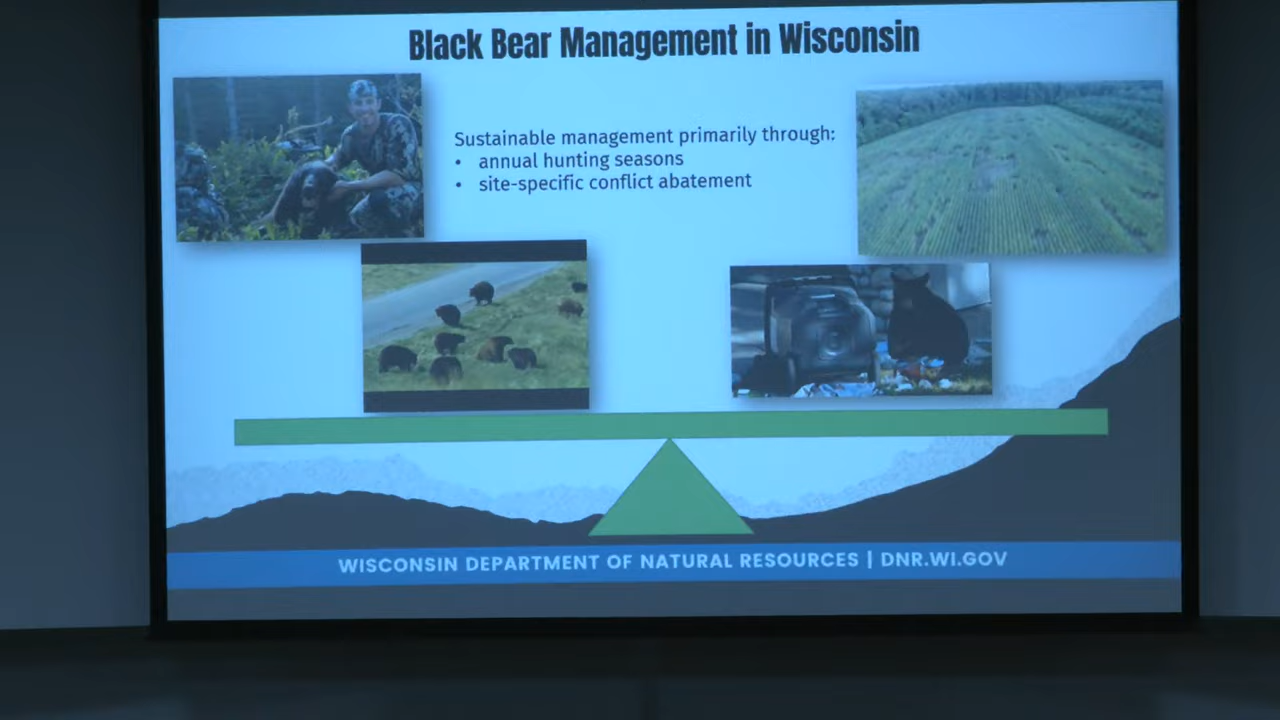 Black Bear Management in Wisconsin
Sustainable management primarily through:
• annual hunting seasons
• site-specific conflict abatement
WISCONSIN DEPARTMENT OF NATURAL RESOURCES | DNR.WI.GOV